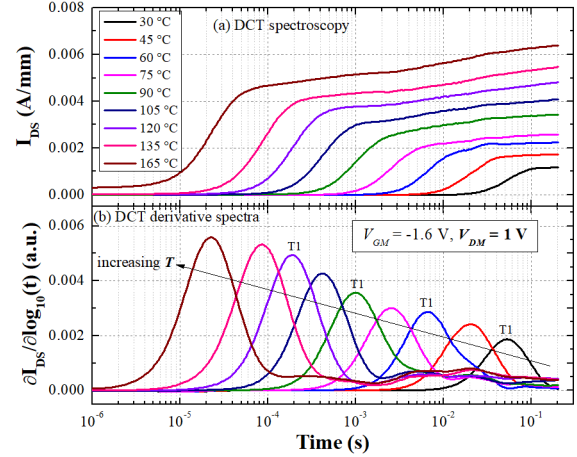 (a) DCT spectroscopy
30 °C
45 °C
60 °C
75 °C
90 °C
105 °C
120 °C
135 °C
165 °C
0.008
0.006
0.004
0.002
0.000
I_DS (A/mm)
(b) DCT derivative spectra
V_GM = -1.6 V, V_DM = 1 V
increasing T
T1
T1
T1
T1
0.006
0.004
0.002
0.000
∂I_DS/∂log₁₀(t) (a.u.)
10⁻⁶ 10⁻⁵ 10⁻⁴ 10⁻³ 10⁻² 10⁻¹
Time (s)